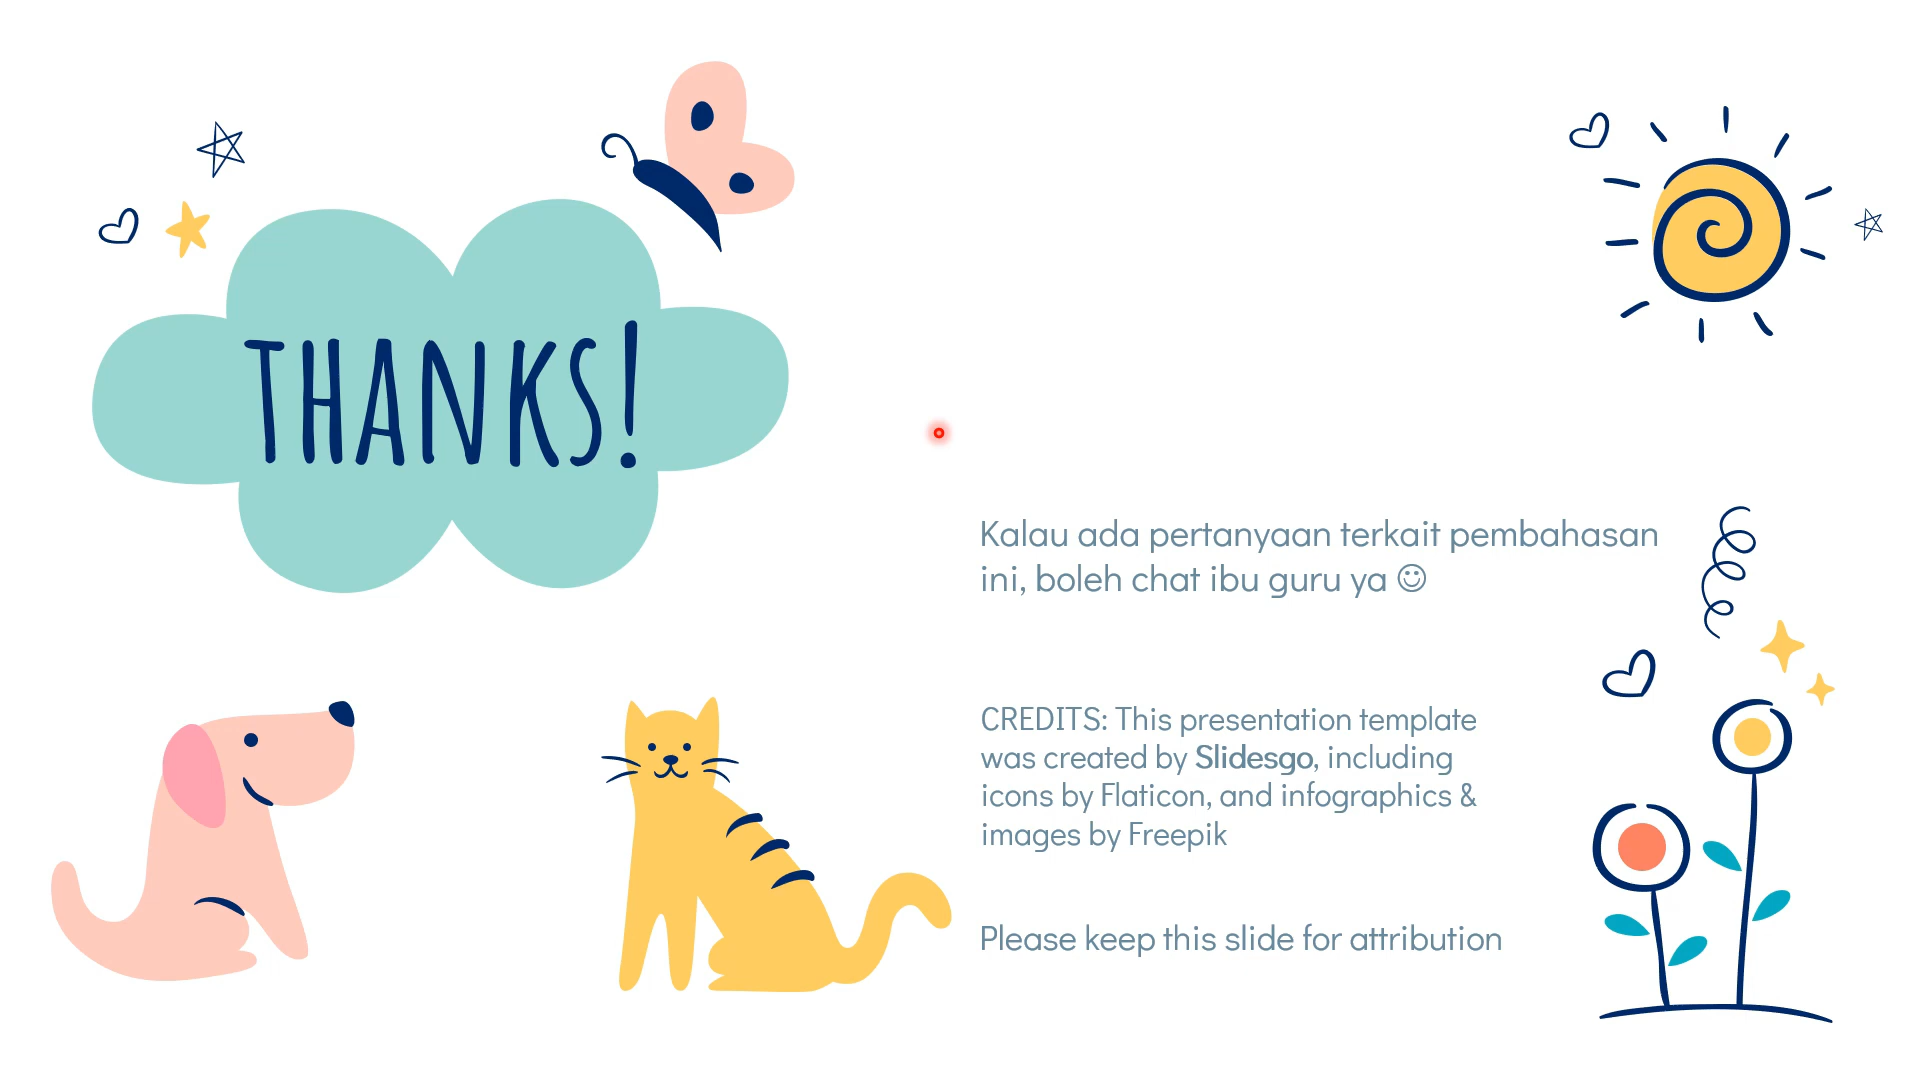 THANKS!
Kalau ada pertanyaan terkait pembahasan
ini, boleh chat ibu guru ya ☺
CREDITS: This presentation template
was created by Slidesgo, including
icons by Flaticon, and infographics &
images by Freepik
Please keep this slide for attribution